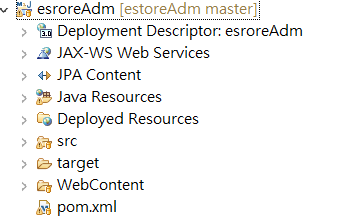 esroreAdm [estoreAdm master]
Deployment Descriptor: esroreAdm
JAX-WS Web Services
JPA Content
Java Resources
Deployed Resources
src
target
WebContent
pom.xml